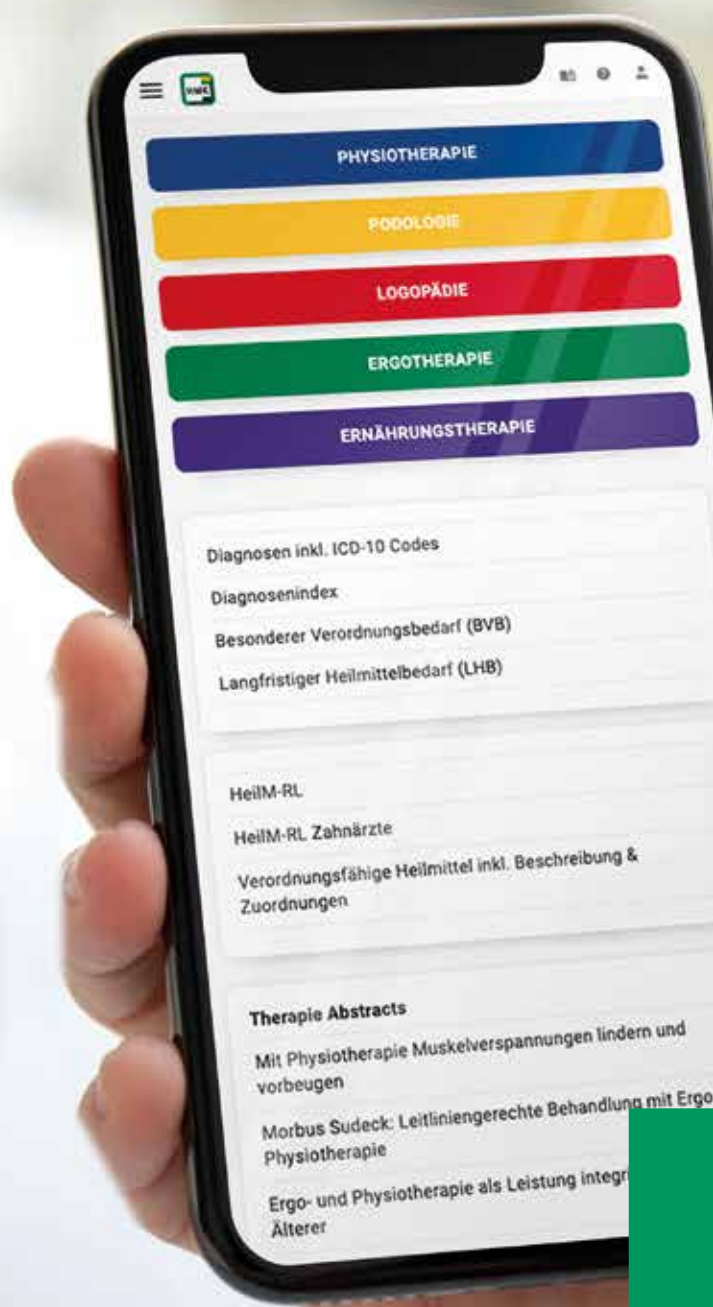 HMK
PHYSIOTHERAPIE
PODOLOGIE
LOGOPÄDIE
ERGOTHERAPIE
ERNÄHRUNGSTHERAPIE
Diagnosen inkl. ICD-10 Codes
Diagnosenindex
Besonderer Verordnungsbedarf (BVB)
Langfristiger Heilmittelbedarf (LHB)
HeilM-RL
HeilM-RL Zahnärzte
Verordnungsfähige Heilmittel inkl. Beschreibung &
Zuordnungen
Therapie Abstracts
Mit Physiotherapie Muskelverspannungen lindern und
vorbeugen
Morbus Sudeck: Leitliniengerechte Behandlung mit Ergo
Physiotherapie
Ergo- und Physiotherapie als Leistung integri
Älterer